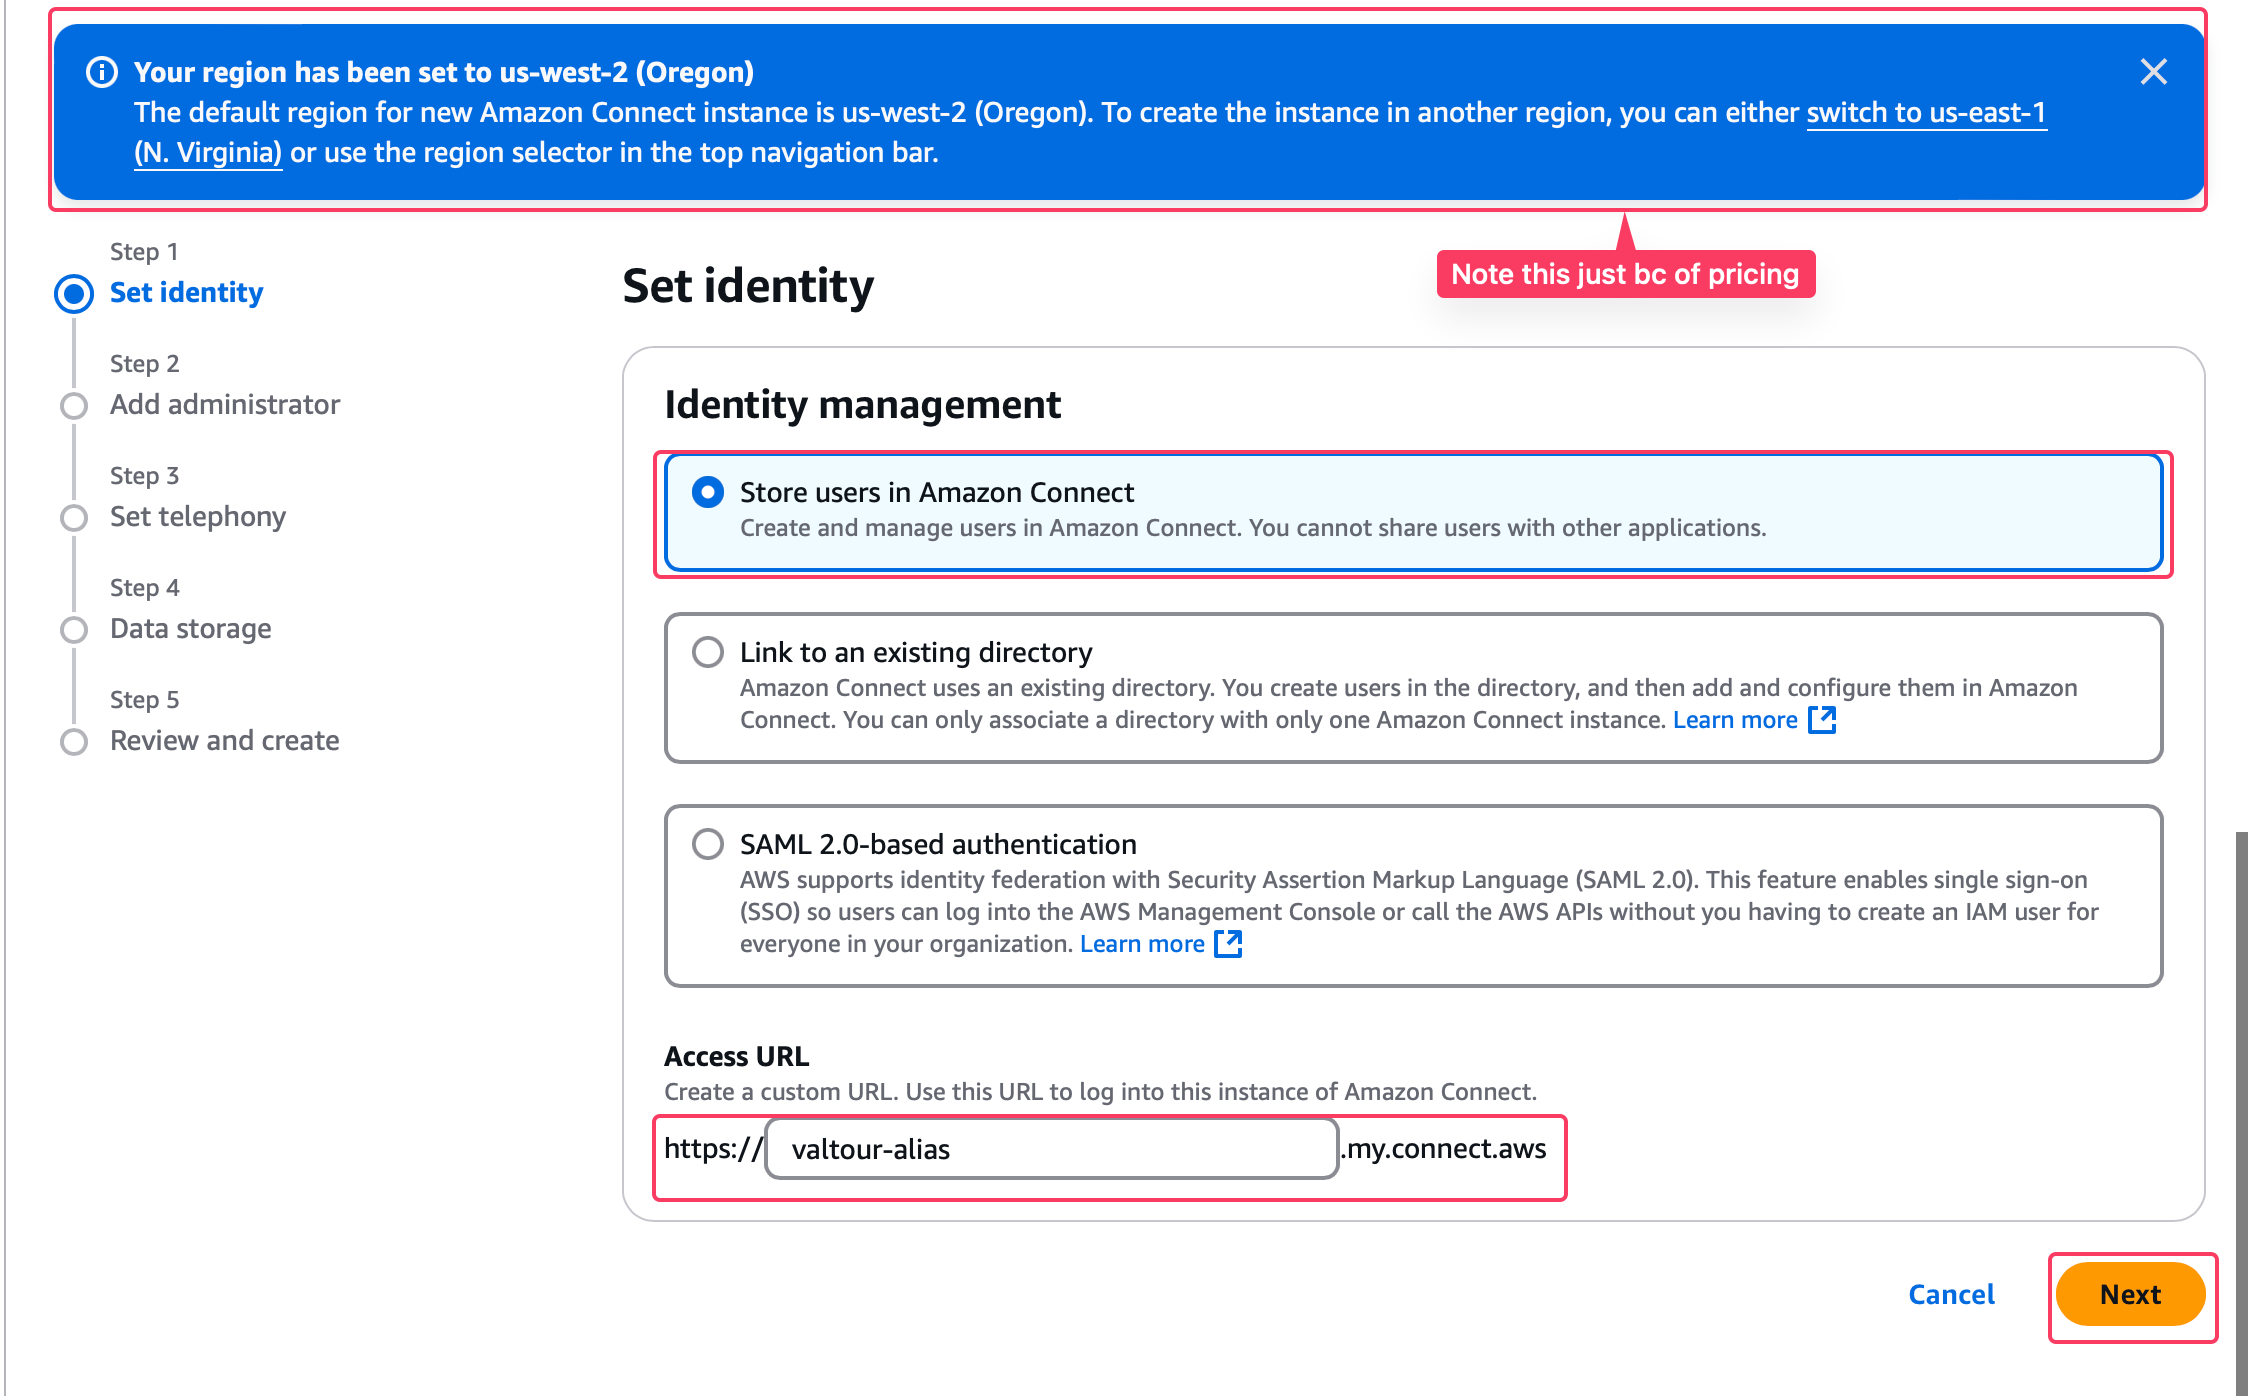 Your region has been set to us-west-2 (Oregon)
The default region for new Amazon Connect instance is us-west-2 (Oregon). To create the instance in another region, you can either switch to us-east-1
(N. Virginia) or use the region selector in the top navigation bar.
Note this just bc of pricing
Step 1
Set identity
Step 2
Add administrator
Step 3
Set telephony
Step 4
Data storage
Step 5
Review and create
Set identity
Identity management
Store users in Amazon Connect
Create and manage users in Amazon Connect. You cannot share users with other applications.
Link to an existing directory
Amazon Connect uses an existing directory. You create users in the directory, and then add and configure them in Amazon
Connect. You can only associate a directory with only one Amazon Connect instance. Learn more
SAML 2.0-based authentication
AWS supports identity federation with Security Assertion Markup Language (SAML 2.0). This feature enables single sign-on
(SSO) so users can log into the AWS Management Console or call the AWS APIs without you having to create an IAM user for
everyone in your organization. Learn more
Access URL
Create a custom URL. Use this URL to log into this instance of Amazon Connect.
https:// valtour-alias .my.connect.aws
Cancel Next